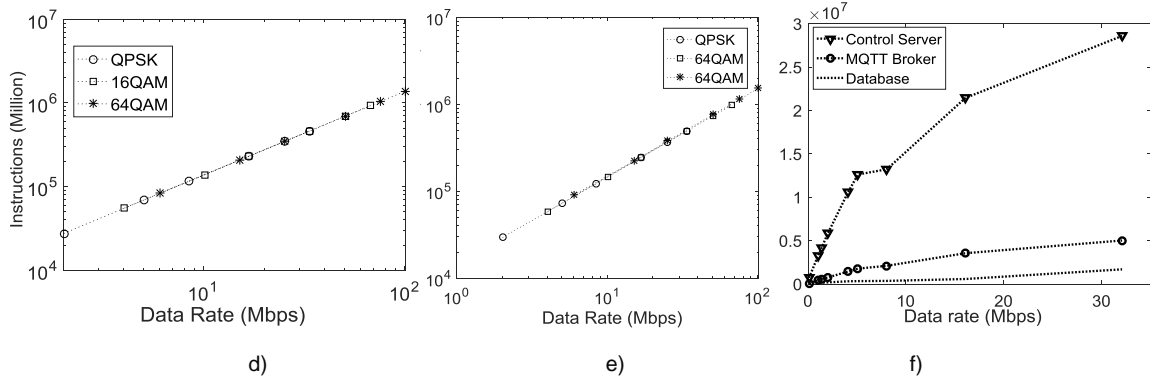 10^7
10^6
10^5
10^4
Instructions (Million)
QPSK
16QAM
64QAM
10^1
10^2
Data Rate (Mbps)
d)
10^7
10^6
10^5
10^4
QPSK
64QAM
64QAM
10^0
10^1
10^2
Data Rate (Mbps)
e)
×10^7
3
2.5
2
1.5
1
0.5
0
Control Server
MQTT Broker
Database
0
10
20
30
Data rate (Mbps)
f)